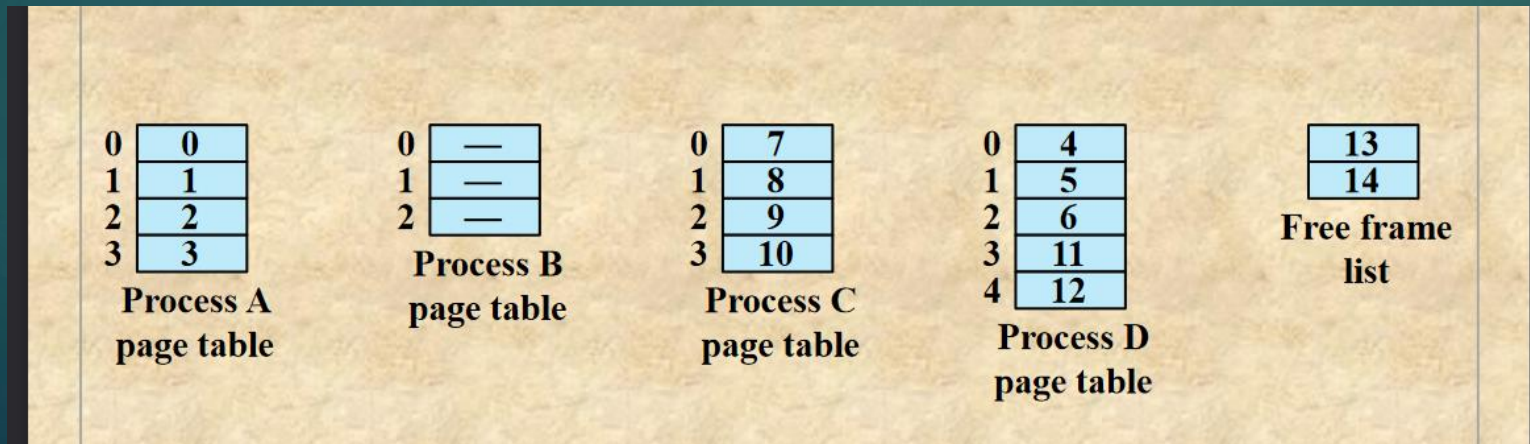 0 0
1 1
2 2
3 3
Process A
page table
0 —
1 —
2 —
Process B
page table
0 7
1 8
2 9
3 10
Process C
page table
0 4
1 5
2 6
3 11
4 12
Process D
page table
13
14
Free frame
list